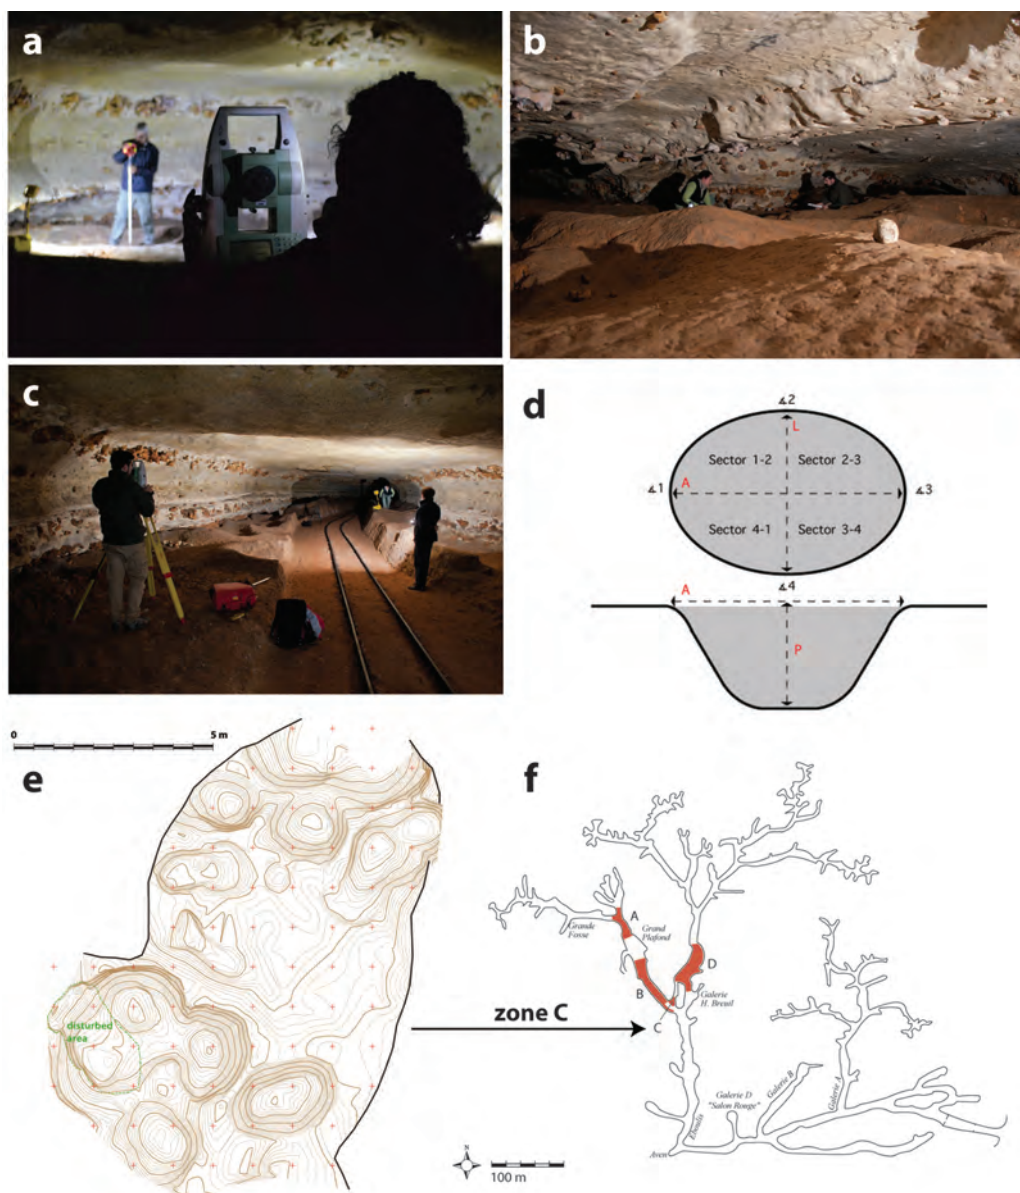 a
b
c
d
∡2
L
Sector 1-2
Sector 2-3
∡1
A
∡3
Sector 4-1
Sector 3-4
∡4
A
P
0
5 m
e
disturbed
area
f
A
Grande
Fosse
Grand
Plafond
D
B
Galerie
H. Breuil
zone C
C
Galerie D
"Salon Rouge"
Galerie B
Galerie A
Eboulis
Aven
N
100 m